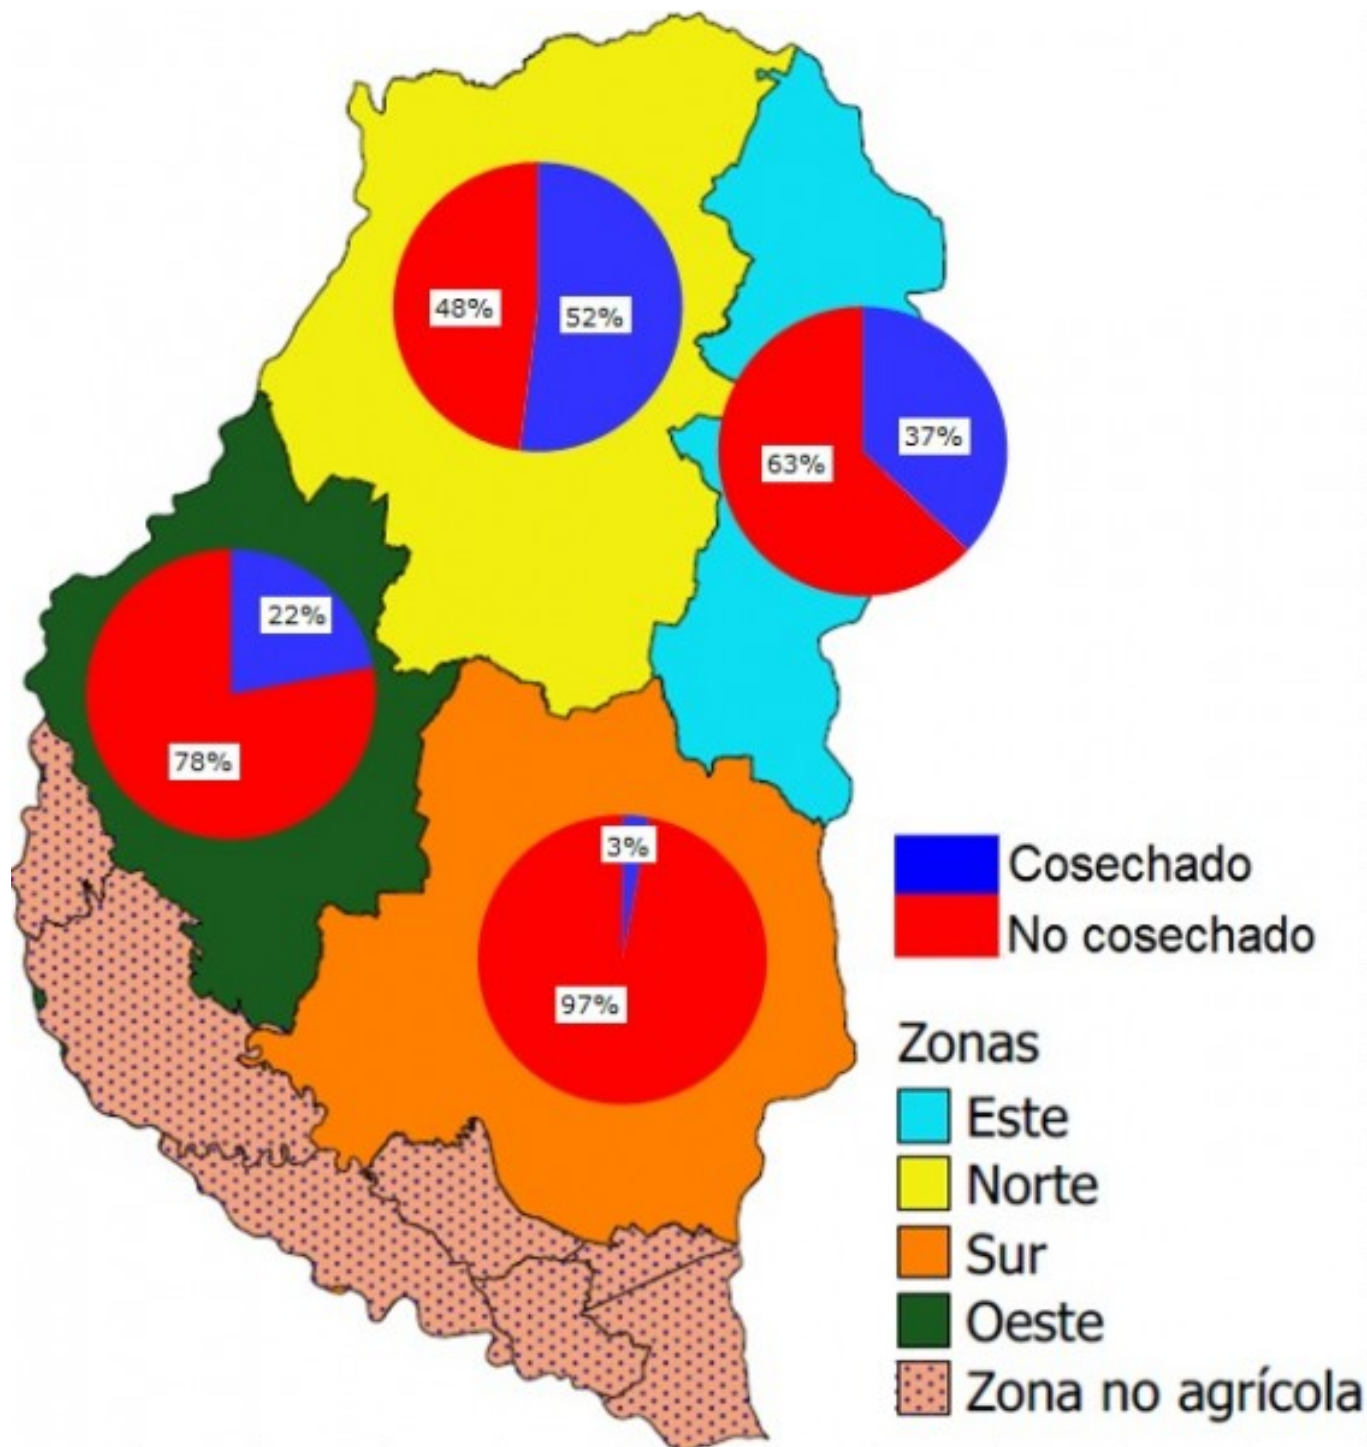 48%
52%
37%
63%
22%
78%
3%
97%
Cosechado
No cosechado
Zonas
Este
Norte
Sur
Oeste
Zona no agrícola